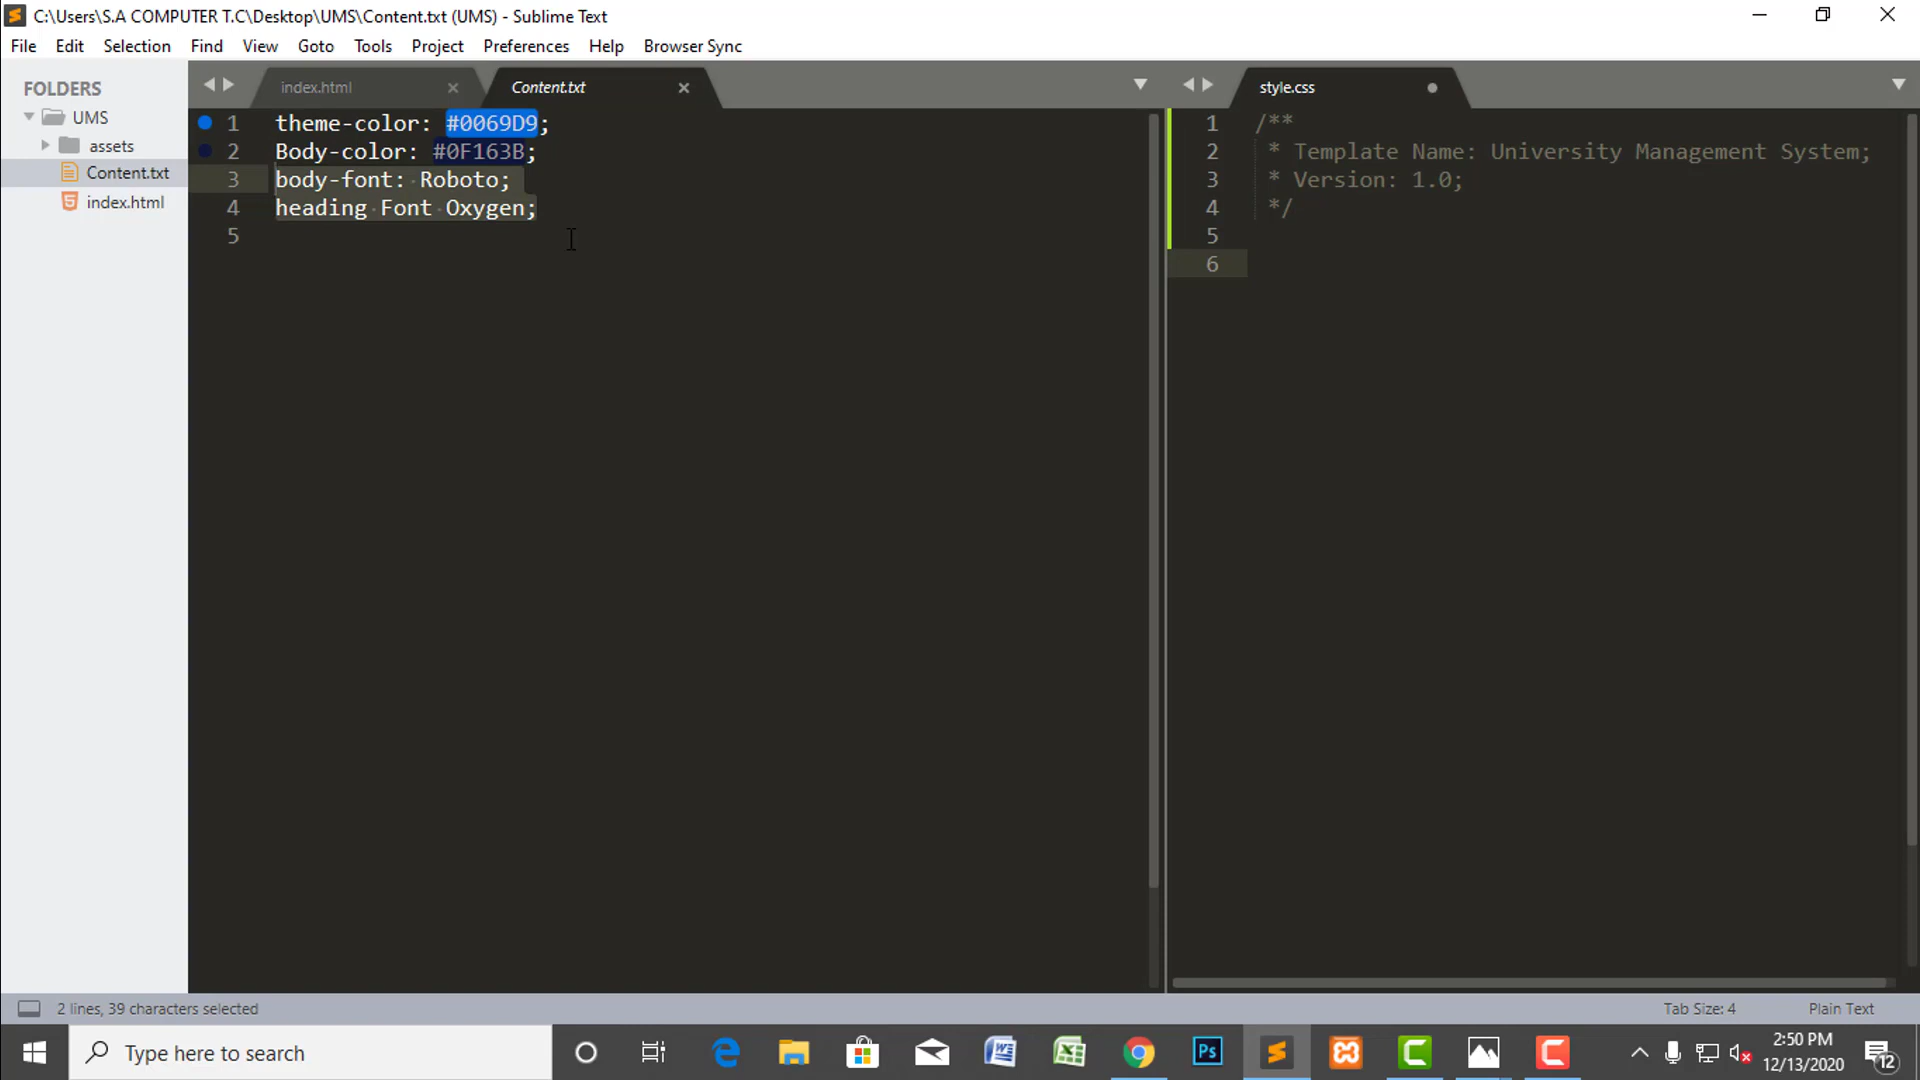 C:\Users\S.A COMPUTER T.C\Desktop\UMS\Content.txt (UMS) - Sublime Text
File Edit Selection Find View Goto Tools Project Preferences Help Browser Sync
FOLDERS
UMS
assets
Content.txt
index.html
index.html
Content.txt
1 theme-color: #0069D9;
2 Body-color: #0F163B;
3 body-font: Roboto;
4 heading Font Oxygen;
5
style.css
1 /**
2 * Template Name: University Management System;
3 * Version: 1.0;
4 */
5
6
2 lines, 39 characters selected
Tab Size: 4
Plain Text
Type here to search
Ps
2:50 PM
12/13/2020
12